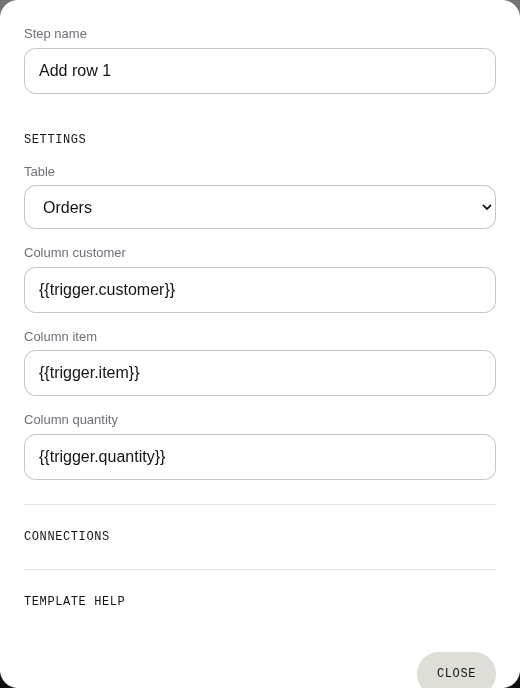 Step name
Add row 1
SETTINGS
Table
Orders
Column customer
{{trigger.customer}}
Column item
{{trigger.item}}
Column quantity
{{trigger.quantity}}
CONNECTIONS
TEMPLATE HELP
CLOSE